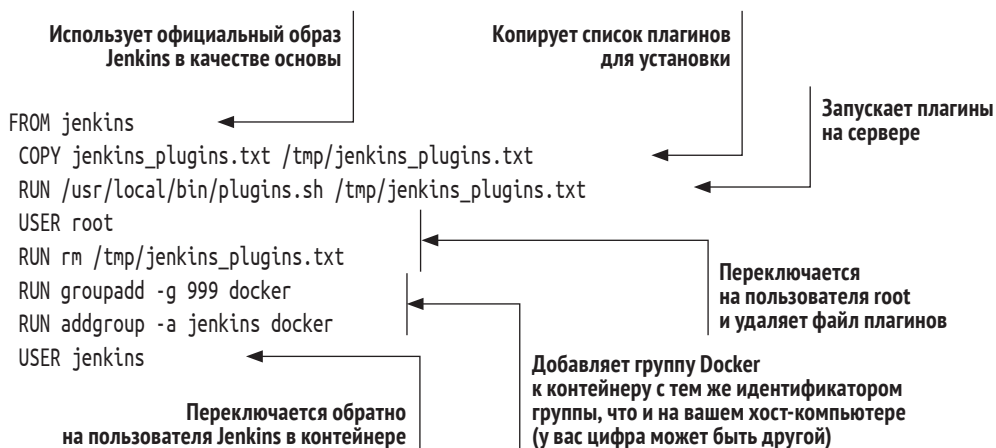 Использует официальный образ
Jenkins в качестве основы
Копирует список плагинов
для установки
Запускает плагины
на сервере
FROM jenkins
COPY jenkins_plugins.txt /tmp/jenkins_plugins.txt
RUN /usr/local/bin/plugins.sh /tmp/jenkins_plugins.txt
USER root
RUN rm /tmp/jenkins_plugins.txt
RUN groupadd -g 999 docker
RUN addgroup -a jenkins docker
USER jenkins
Переключается
на пользователя root
и удаляет файл плагинов
Добавляет группу Docker
к контейнеру с тем же идентификатором
группы, что и на вашем хост-компьютере
(у вас цифра может быть другой)
Переключается обратно
на пользователя Jenkins в контейнере